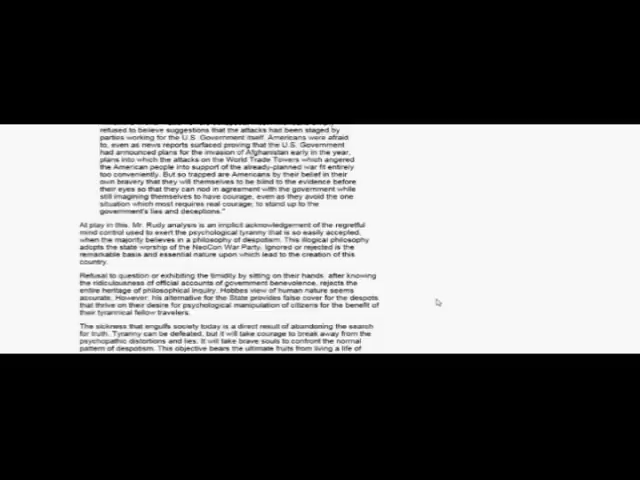 refused to believe suggestions that the attacks had been staged by
parties working for the U.S. Government itself. Americans were afraid
to, even as news reports surfaced proving that the U.S. Government
had announced plans for the invasion of Afghanistan early in the year,
plans into which the attacks on the World Trade Towers which angered
the American people into support of the already-planned war fit entirely
too conveniently. But so trapped are Americans by their belief in their
own bravery that they will themselves to be blind to the evidence before
their eyes so that they can nod in agreement with the government while
still imagining themselves to have courage, even as they avoid the one
situation which most requires real courage; to stand up to the
government's lies and deceptions."
At play in this, Mr. Rudy analysis is an implicit acknowledgement of the regretful
mind control used to exert the psychological tyranny that is so easily accepted,
when the majority believes in a philosophy of despotism. This illogical philosophy
adopts the state worship of the NeoCon War Party. Ignored or rejected is the
remarkable basis and essential nature upon which lead to the creation of this
country.
Refusal to question or exhibiting the timidity by sitting on their hands, after knowing
the ridiculousness of official accounts of government benevolence, rejects the
entire heritage of philosophical inquiry. Hobbes view of human nature seems
accurate. However, his alternative for the State provides false cover for the despots
that thrive on their desire for psychological manipulation of citizens for the benefit of
their tyrannical fellow travelers.
The sickness that engulfs society today is a direct result of abandoning the search
for truth. Tyranny can be defeated, but it will take courage to break away from the
psychopathic distortions and lies. It will take brave souls to confront the normal
pattern of despotism. This objective bears the ultimate fruits from living a life of